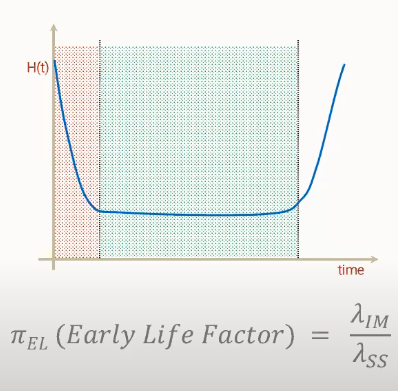 H(t)
time
π_EL (Early Life Factor) = λ_IM / λ_SS